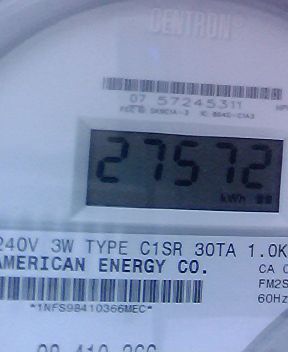 CENTRON®
07 57245311
27572
kWh
240V 3W TYPE C1SR 30TA 1.0K
AMERICAN ENERGY CO.
CA
FM2S
60Hz
*1NFS98410366MEC*